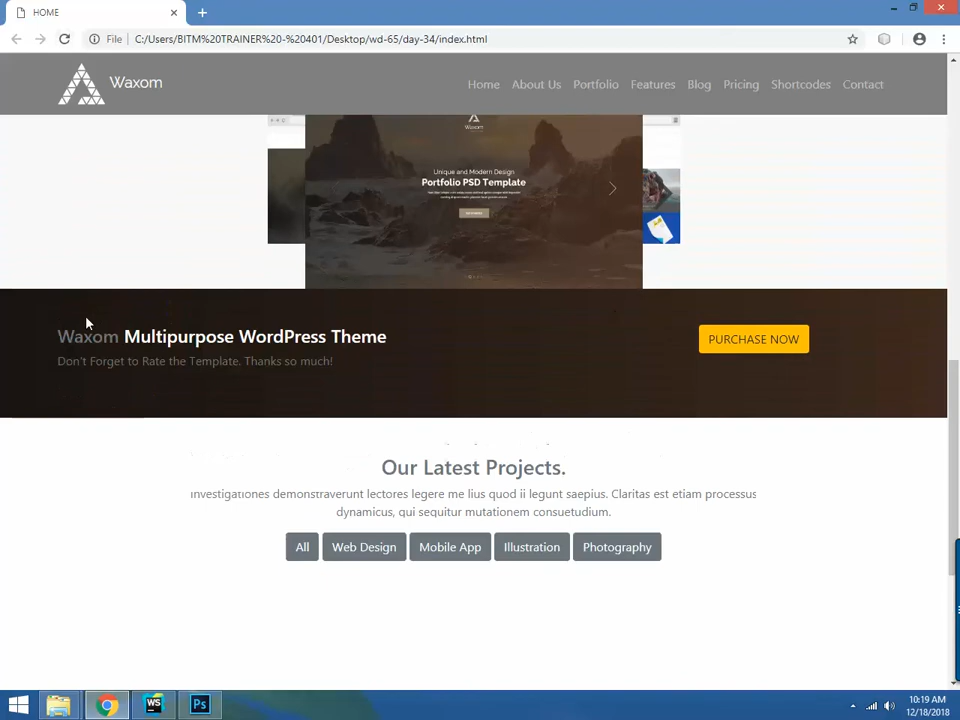 HOME
File
C:/Users/BITM%20TRAINER%20-%20401/Desktop/wd-65/day-34/index.html
Waxom
Home About Us Portfolio Features Blog Pricing Shortcodes Contact
Waxom
Unique and Modern Design
Portfolio PSD Template
Waxom Multipurpose WordPress Theme
Don't Forget to Rate the Template. Thanks so much!
PURCHASE NOW
Our Latest Projects.
Investigationes demonstraverunt lectores legere me lius quod ii legunt saepius. Claritas est etiam processus
dynamicus, qui sequitur mutationem consuetudium.
All Web Design Mobile App Illustration Photography
WS
Ps
10:19 AM
12/18/2018